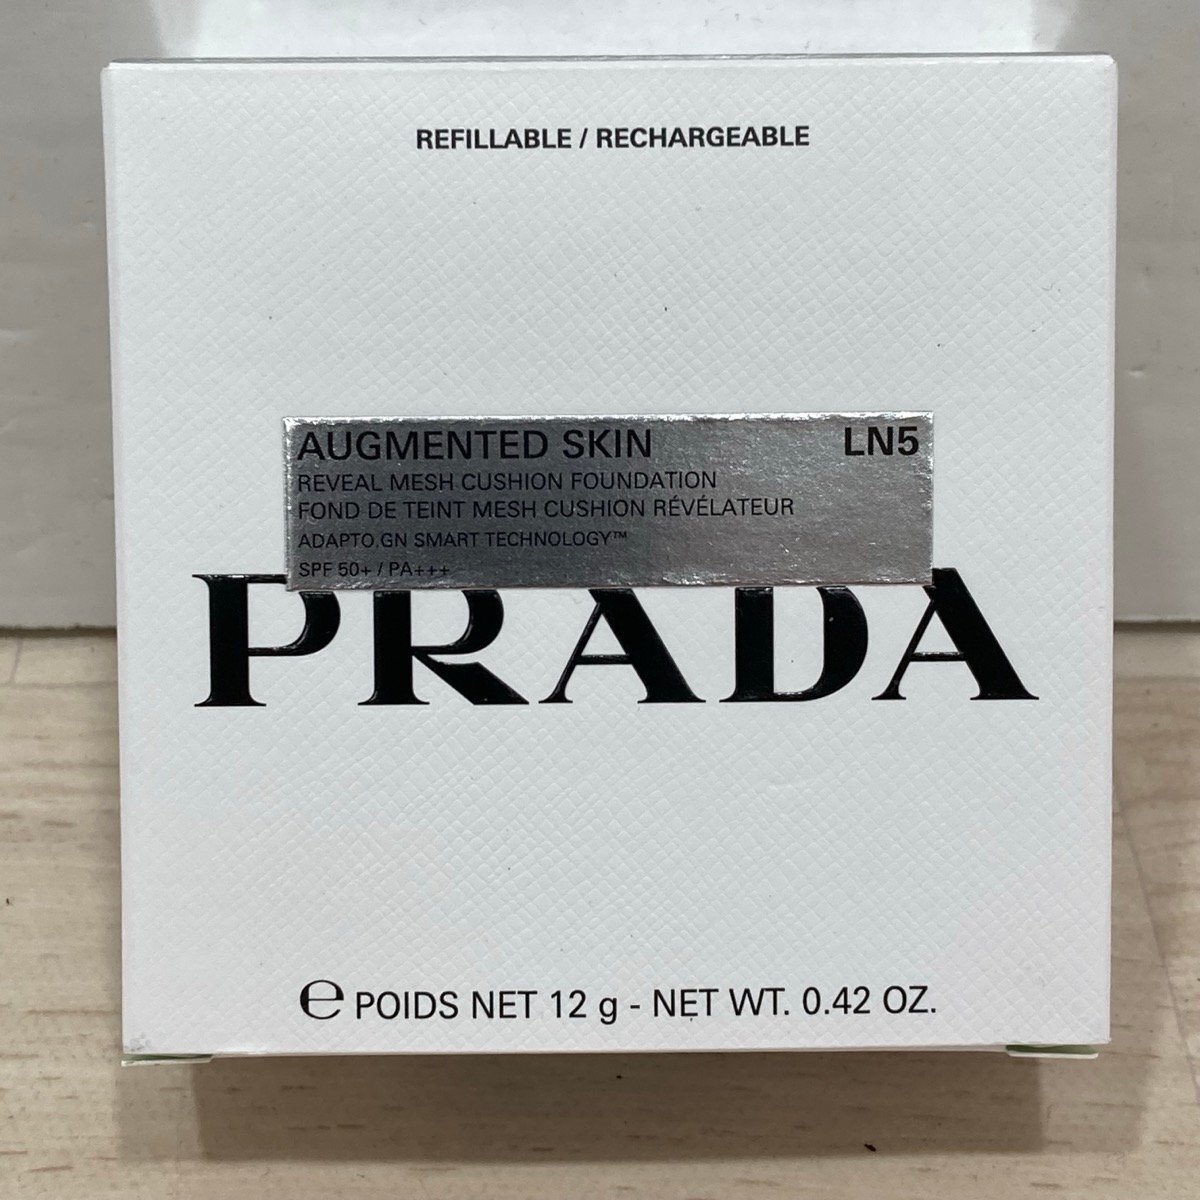 REFILLABLE / RECHARGEABLE
AUGMENTED SKIN LN5
REVEAL MESH CUSHION FOUNDATION
FOND DE TEINT MESH CUSHION RÉVÉLATEUR
ADAPTO.GN SMART TECHNOLOGY™
SPF 50+ / PA+++
PRADA
℮ POIDS NET 12 g - NET WT. 0.42 OZ.